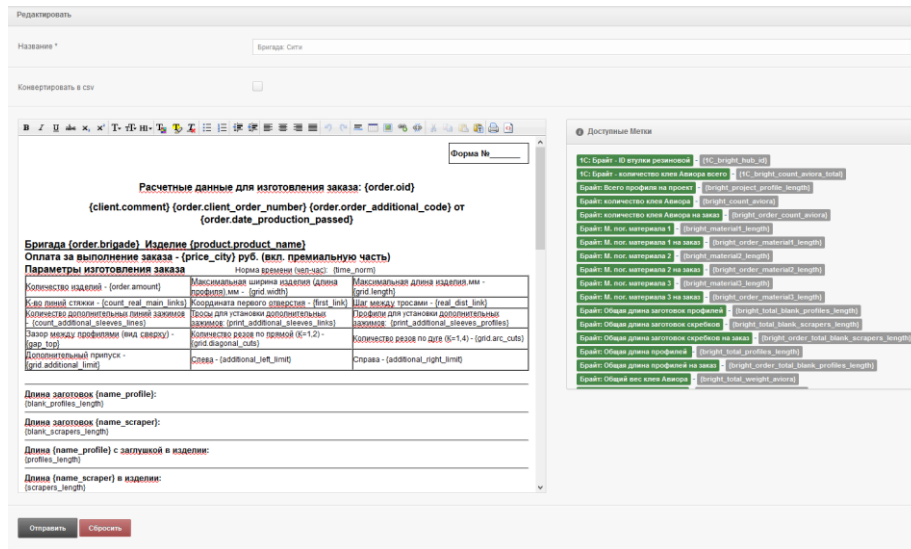 Редактировать
Название *
Бригада: Сити
Конвертировать в csv
Форма №_______
Расчетные данные для изготовления заказа: {order.oid}
{client.comment} {order.client_order_number} {order.order_additional_code} от
{order.date_production_passed}
Бригада {order.brigade} Изделие {product.product_name}
Оплата за выполнение заказа - {price_city} руб. (вкл. премиальную часть)
Параметры изготовления заказа Норма времени (чел-час): {time_norm}
Количество изделий - {order.amount} Максимальная ширина изделия (длина профиля),мм - {grid.width} Максимальная длина изделия,мм - {grid.length}
К-во линий стяжки - {count_real_main_links} Координата первого отверстия - {first_link} Шаг между тросами - {real_dist_link}
Количество дополнительных линий зажимов - {count_additional_sleeves_lines} Тросы для установки дополнительных зажимов: {print_additional_sleeves_links} Профили для установки дополнительных зажимов: {print_additional_sleeves_profiles}
Зазор между профилями (вид сверху) - {gap_top} Количество резов по прямой (К=1,2) - {grid.diagonal_cuts} Количество резов по дуге (К=1,4) - {grid.arc_cuts}
Дополнительный припуск - {grid.additional_limit} Слева - {additional_left_limit} Справа - {additional_right_limit}
Длина заготовок {name_profile}:
{blank_profiles_length}
Длина заготовок {name_scraper}:
{blank_scrapers_length}
Длина {name_profile} с заглушкой в изделии:
{profiles_length}
Длина {name_scraper} в изделии:
{scrapers_length}
Доступные Метки
1С: Брайт - ID втулки резиновой - {1C_bright_hub_id}
1С: Брайт - количество клея Авиора всего - {1C_bright_count_aviora_total}
Брайт: Всего профиля на проект - {bright_project_profile_length}
Брайт: количество клея Авиора - {bright_count_aviora}
Брайт: количество клея Авиора на заказ - {bright_order_count_aviora}
Брайт: М. пог. материала 1 - {bright_material1_length}
Брайт: М. пог. материала 1 на заказ - {bright_order_material1_length}
Брайт: М. пог. материала 2 - {bright_material2_length}
Брайт: М. пог. материала 2 на заказ - {bright_order_material2_length}
Брайт: М. пог. материала 3 - {bright_material3_length}
Брайт: М. пог. материала 3 на заказ - {bright_order_material3_length}
Брайт: Общая длина заготовок профилей - {bright_total_blank_profiles_length}
Брайт: Общая длина заготовок скребков - {bright_total_blank_scrapers_length}
Брайт: Общая длина заготовок скребков на заказ - {bright_order_total_blank_scrapers_length}
Брайт: Общая длина профилей - {bright_total_profiles_length}
Брайт: Общая длина профилей на заказ - {bright_order_total_blank_profiles_length}
Брайт: Общий вес клея Авиора - {bright_total_weight_aviora}
Отправить Сбросить